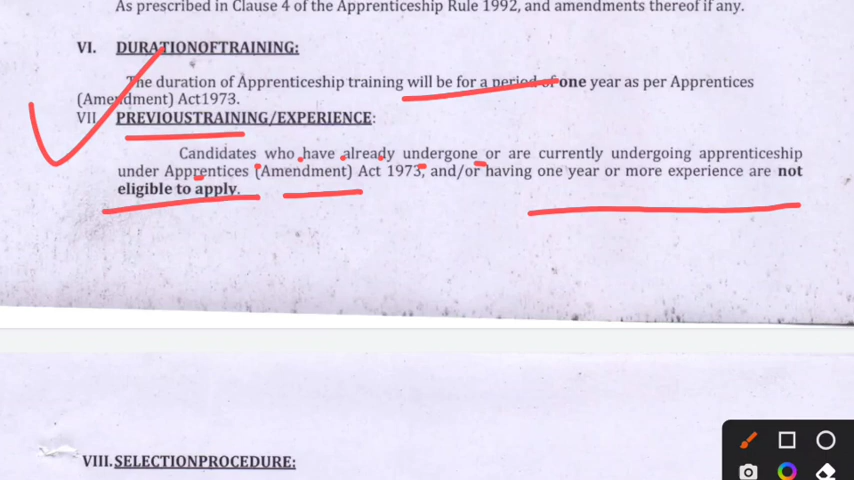 As prescribed in Clause 4 of the Apprenticeship Rule 1992, and amendments thereof if any.
VI. DURATIONOFTRAINING:
The duration of Apprenticeship training will be for a period of one year as per Apprentices
(Amendment) Act1973.
VII. PREVIOUSTRAINING/EXPERIENCE:
Candidates who have already undergone or are currently undergoing apprenticeship
under Apprentices (Amendment) Act 1973, and/or having one year or more experience are not
eligible to apply.
VIII. SELECTIONPROCEDURE: